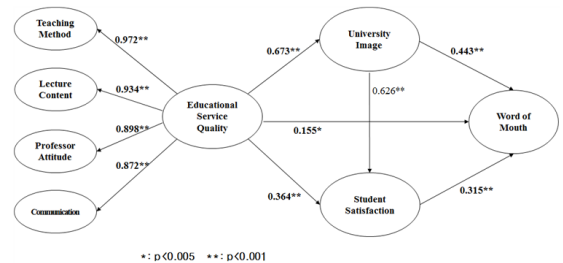 Teaching
Method
0.972**
Lecture
Content
0.934**
Professor
Attitude
0.898**
Communication
0.872**
Educational
Service
Quality
0.673**
University
Image
0.443**
0.626**
0.155*
Word of
Mouth
0.364**
Student
Satisfaction
0.315**
*: p<0.005 **: p<0.001